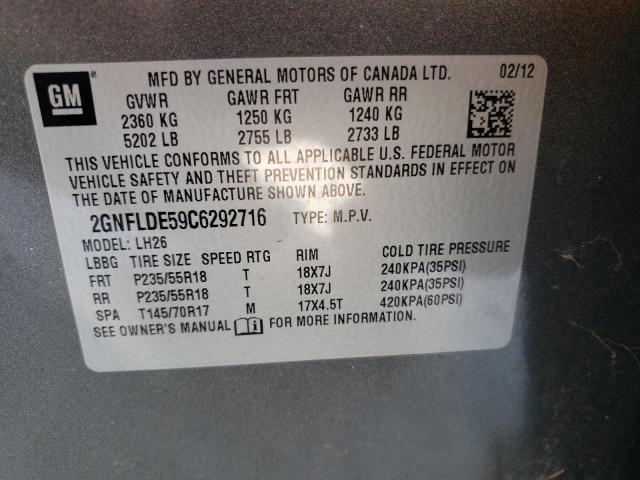 GM
MFD BY GENERAL MOTORS OF CANADA LTD. 02/12
GVWR GAWR FRT GAWR RR
2360 KG 1250 KG 1240 KG
5202 LB 2755 LB 2733 LB
THIS VEHICLE CONFORMS TO ALL APPLICABLE U.S. FEDERAL MOTOR
VEHICLE SAFETY AND THEFT PREVENTION STANDARDS IN EFFECT ON
THE DATE OF MANUFACTURE SHOWN ABOVE.
2GNFLDE59C6292716 TYPE: M.P.V.
MODEL: LH26
LBBG TIRE SIZE SPEED RTG RIM COLD TIRE PRESSURE
FRT P235/55R18 T 18X7J 240KPA(35PSI)
RR P235/55R18 T 18X7J 240KPA(35PSI)
SPA T145/70R17 M 17X4.5T 420KPA(60PSI)
SEE OWNER'S MANUAL FOR MORE INFORMATION.